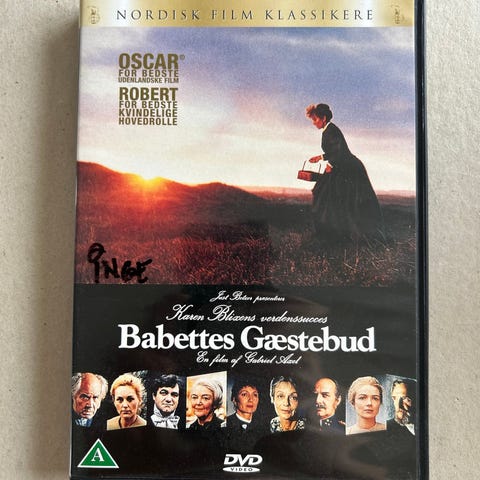 NORDISK FILM KLASSIKERE
OSCAR®
FOR BEDSTE
UDENLANDSKE FILM
ROBERT
FOR BEDSTE
KVINDELIGE
HOVEDROLLE
INGE
Just Betzer præsenterer
Karen Blixens verdenssucces
Babettes Gæstebud
En film af Gabriel Axel
A
DVD
VIDEO